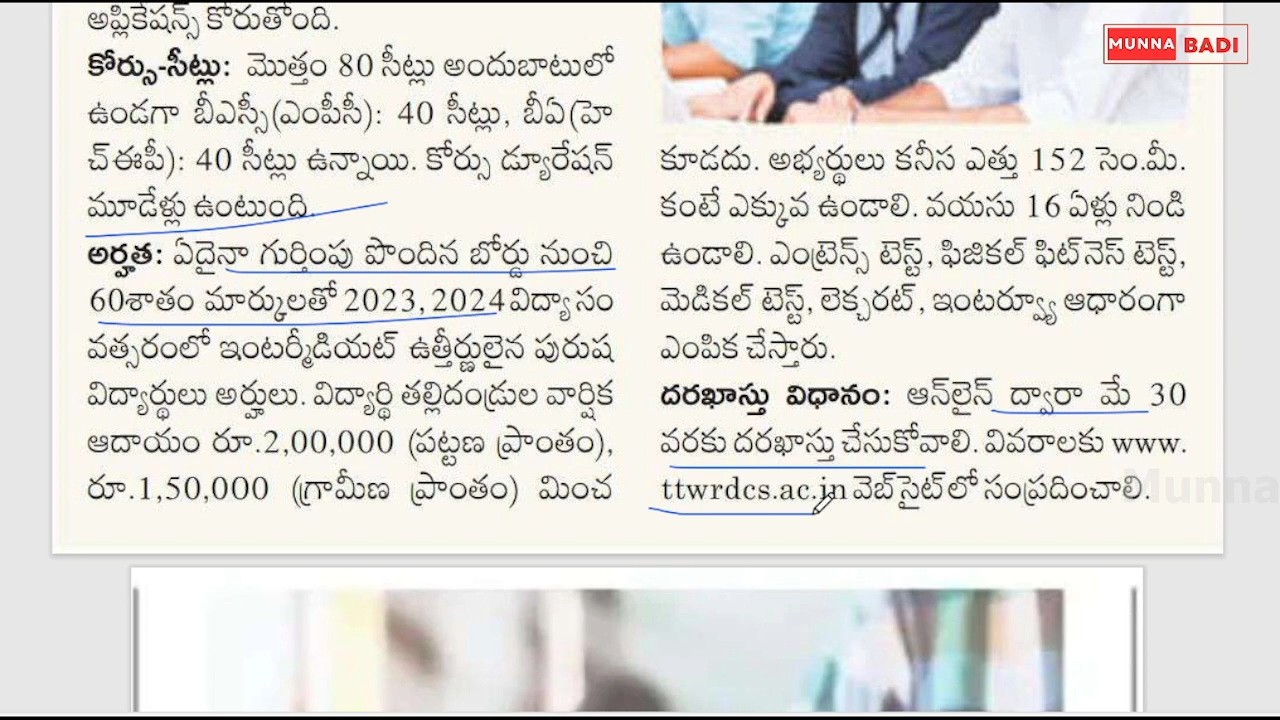 అప్లికేషన్స్ కోరుతోంది.
కోర్సు-సీట్లు: మొత్తం 80 సీట్లు అందుబాటులో
ఉండగా బీఎస్సీ(ఎంపీసీ): 40 సీట్లు, బీఏ(హె
చ్ఈపీ): 40 సీట్లు ఉన్నాయి. కోర్సు డ్యూరేషన్
మూడేళ్లు ఉంటుంది.
అర్హత: ఏదైనా గుర్తింపు పొందిన బోర్డు నుంచి
60శాతం మార్కులతో 2023, 2024 విద్యా సం
వత్సరంలో ఇంటర్మీడియట్ ఉత్తీర్ణులైన పురుష
విద్యార్థులు అర్హులు. విద్యార్థి తల్లిదండ్రుల వార్షిక
ఆదాయం రూ.2,00,000 (పట్టణ ప్రాంతం),
రూ.1,50,000 (గ్రామీణ ప్రాంతం) మించ
కూడదు. అభ్యర్థులు కనీస ఎత్తు 152 సెం.మీ.
కంటే ఎక్కువ ఉండాలి. వయసు 16 ఏళ్లు నిండి
ఉండాలి. ఎంట్రెన్స్ టెస్ట్, ఫిజికల్ ఫిట్‌నెస్ టెస్ట్,
మెడికల్ టెస్ట్, లెక్చరట్, ఇంటర్వ్యూ ఆధారంగా
ఎంపిక చేస్తారు.
దరఖాస్తు విధానం: ఆన్‌లైన్ ద్వారా మే 30
వరకు దరఖాస్తు చేసుకోవాలి. వివరాలకు www.
ttwrdcs.ac.in వెబ్‌సైట్‌లో సంప్రదించాలి.
MUNNA BADI
Munna